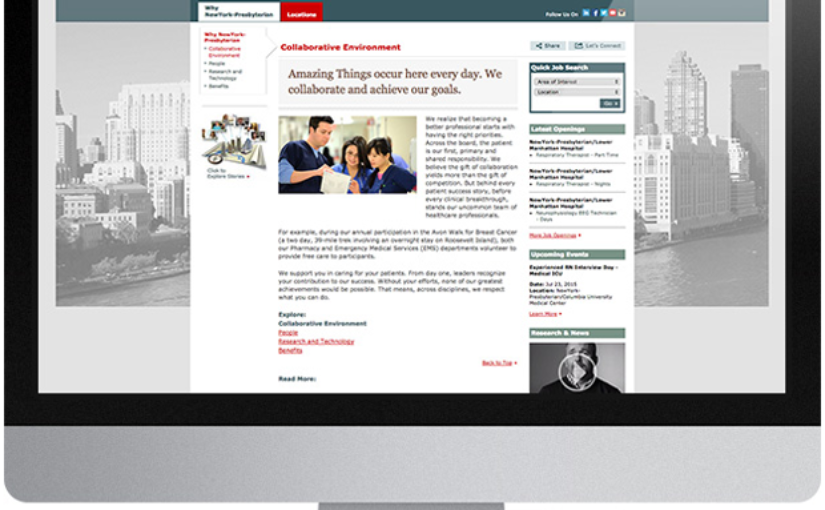 Why
NewYork-Presbyterian
Locations
Follow Us On
Why NewYork-
Presbyterian
Collaborative
Environment
People
Research and
Technology
Benefits
Click to
Explore Stories
Collaborative Environment
Share
Let's Connect
Amazing Things occur here every day. We
collaborate and achieve our goals.
We realize that becoming a
better professional starts with
having the right priorities.
Across the board, the patient
is our first, primary and
shared responsibility. We
believe the gift of collaboration
yields more than the gift of
competition. But behind every
patient success story, before
every clinical breakthrough,
stands our uncommon team of
healthcare professionals.
For example, during our annual participation in the Avon Walks for Breast Cancer
(a two day, 39-mile trek involving an overnight stay on Roosevelt Island), both
our Pharmacy and Emergency Medical Services (EMS) departments volunteer to
provide free care to participants.
We support you in caring for your patients. From day one, leaders recognize
your contribution to our success. Without your efforts, none of our greatest
achievements would be possible. That means, across disciplines, we respect
what you can do.
Explore:
Collaborative Environment
People
Research and Technology
Benefits
Back to Top
Read More:
Quick Job Search
Area of Interest
Location
Go
Latest Openings
NewYork-Presbyterian/Lower
Manhattan Hospital
Respiratory Therapist - Part Time
NewYork-Presbyterian/Lower
Manhattan Hospital
Respiratory Therapist - Nights
NewYork-Presbyterian/Lower
Manhattan Hospital
Neurophysiology EEG Technician
- Days
More Job Openings
Upcoming Events
Experienced RN Interview Day -
Medical ICU
Date: Jul 23, 2015
Location: NewYork-
Presbyterian/Columbia University
Medical Center
Learn More
Research & News